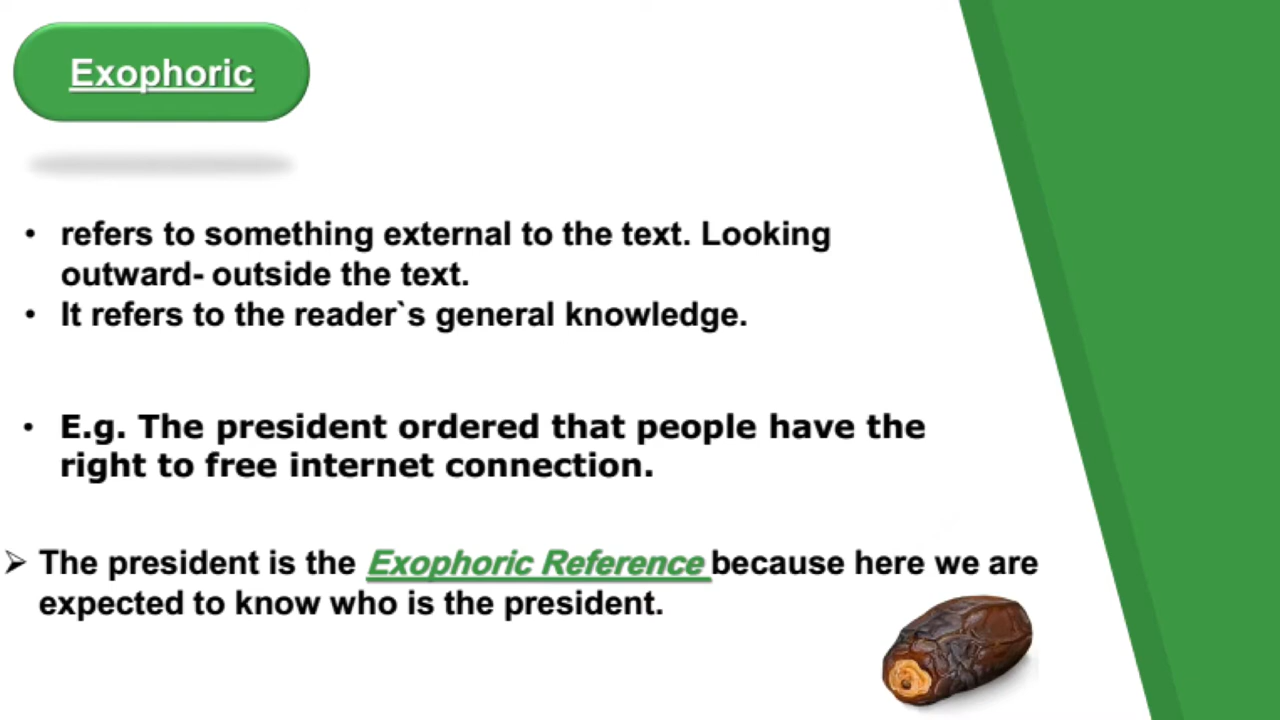 Exophoric
• refers to something external to the text. Looking
outward- outside the text.
• It refers to the reader`s general knowledge.
• E.g. The president ordered that people have the
right to free internet connection.
➢ The president is the Exophoric Reference because here we are
expected to know who is the president.